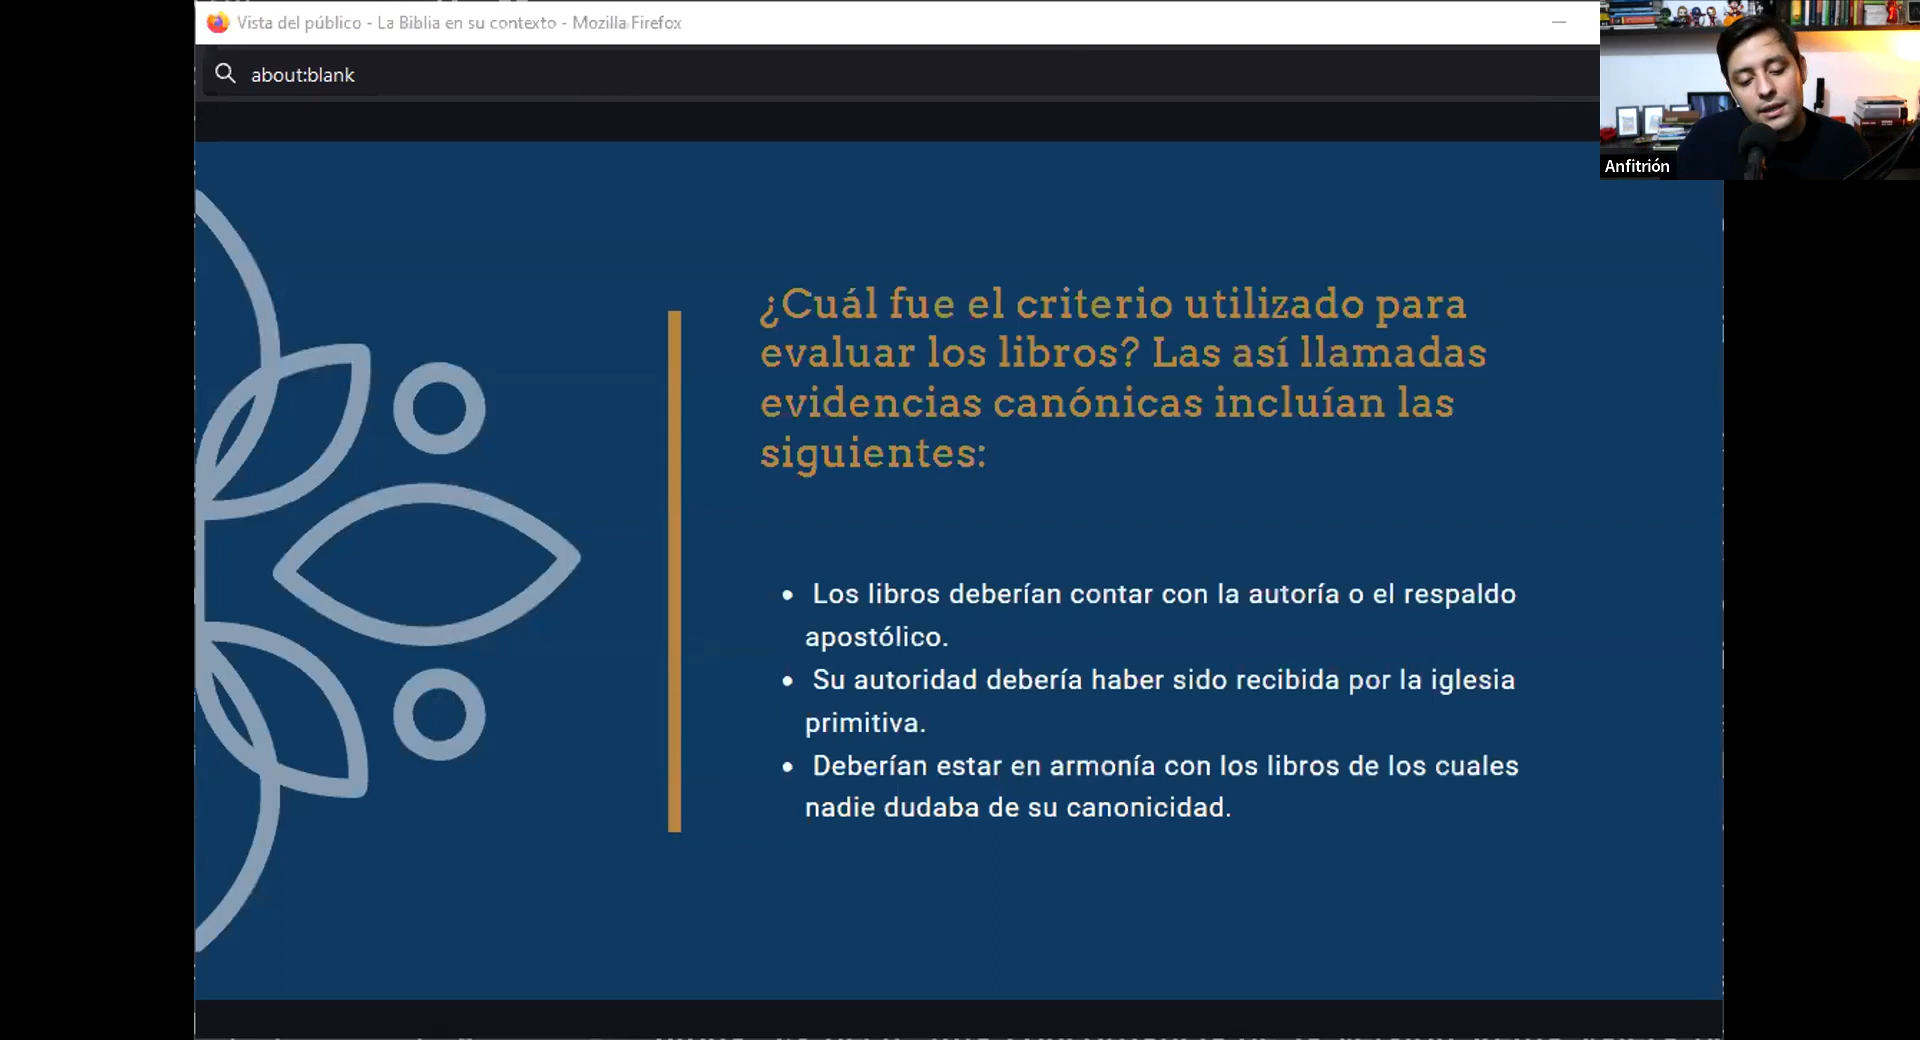 Vista del público - La Biblia en su contexto - Mozilla Firefox
about:blank
Anfitrión
¿Cuál fue el criterio utilizado para
evaluar los libros? Las así llamadas
evidencias canónicas incluían las
siguientes:
• Los libros deberían contar con la autoría o el respaldo
apostólico.
• Su autoridad debería haber sido recibida por la iglesia
primitiva.
• Deberían estar en armonía con los libros de los cuales
nadie dudaba de su canonicidad.